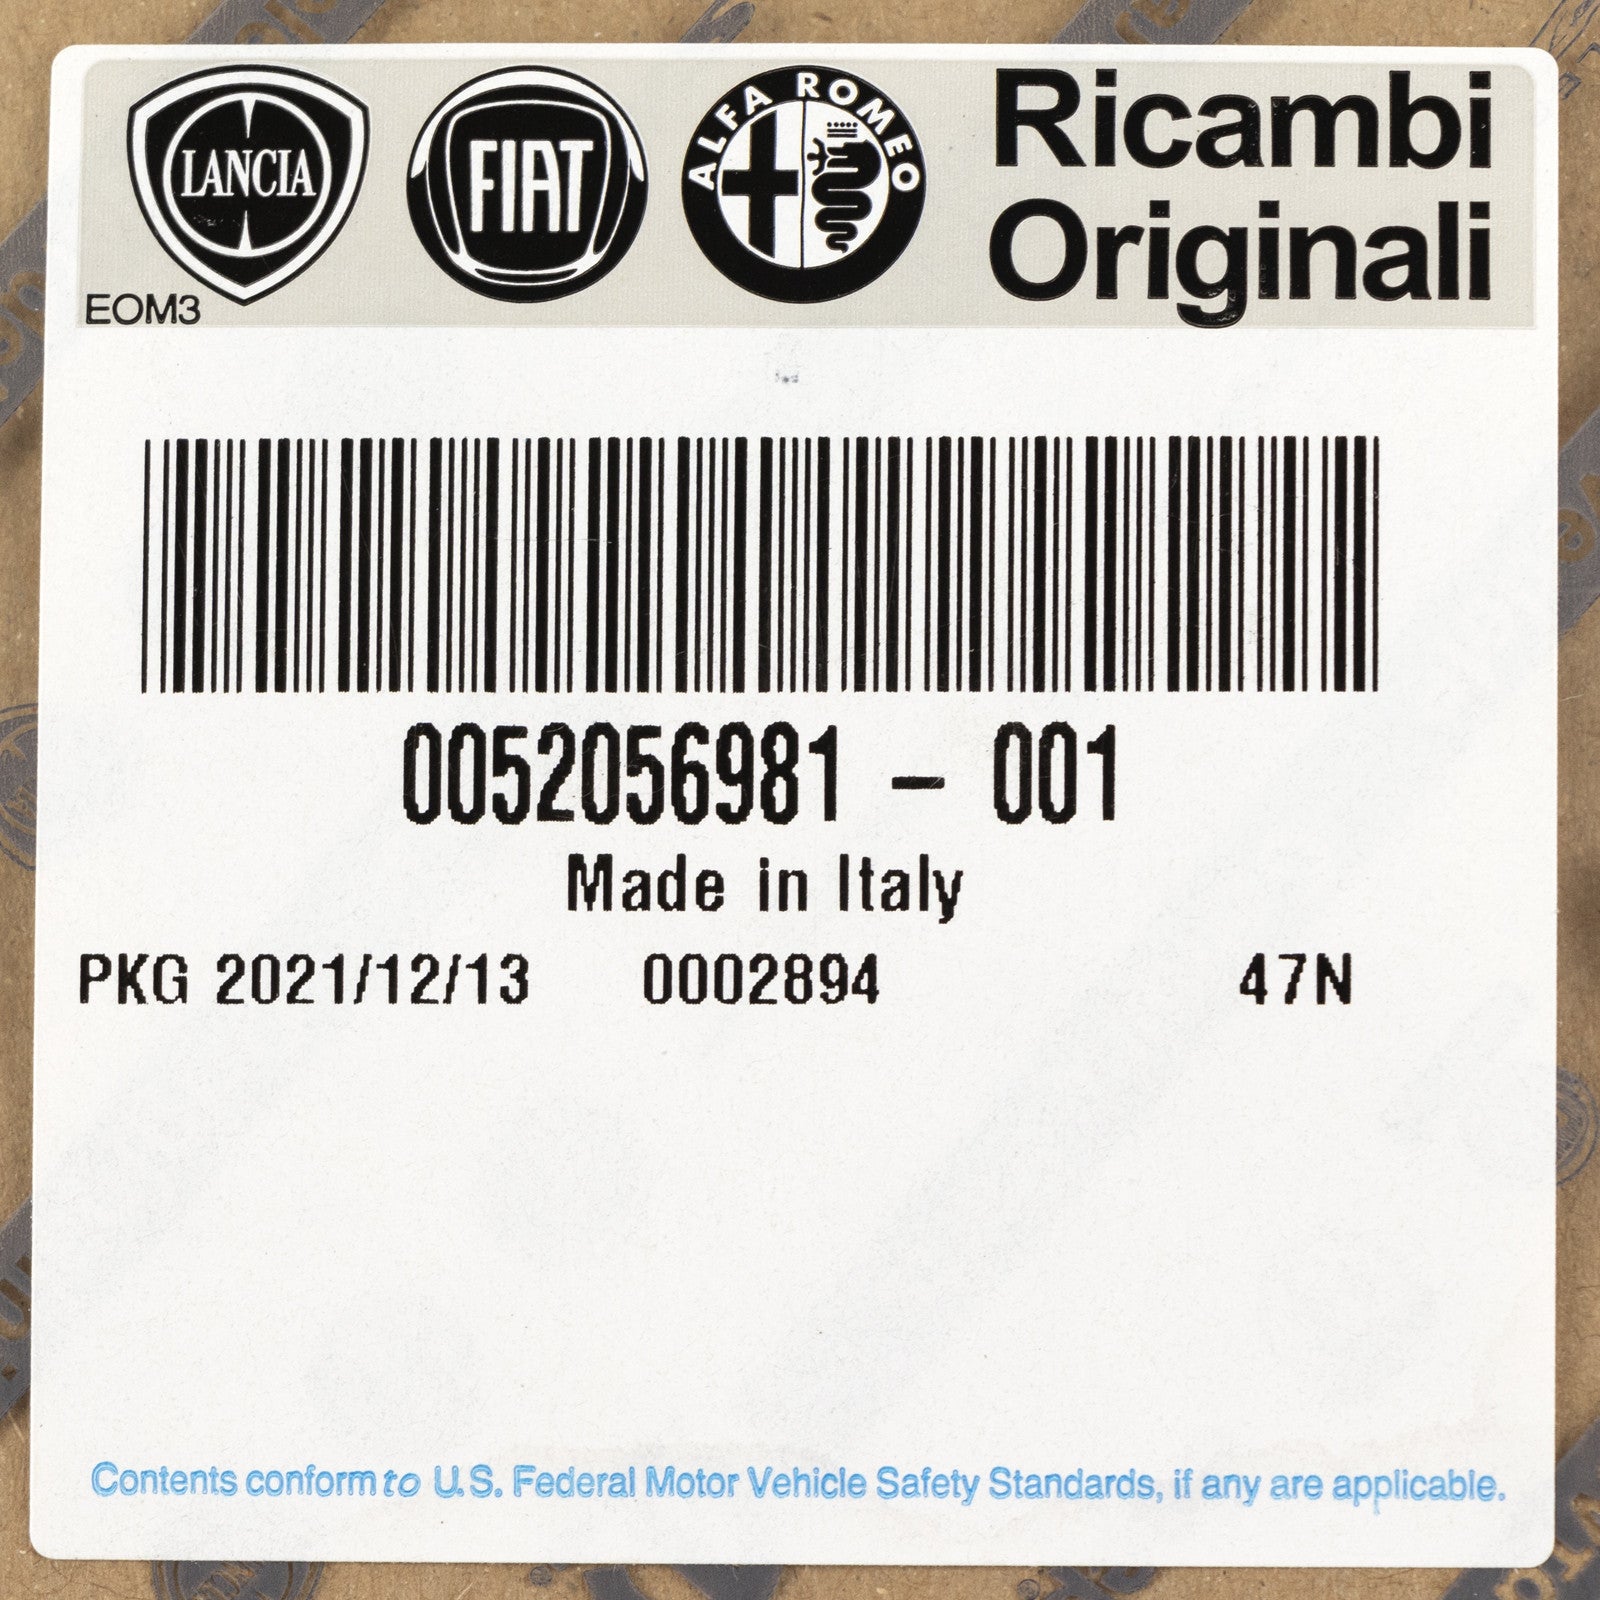 LANCIA
FIAT
ALFA ROMEO
Ricambi
Originali
EOM3
0052056981 – 001
Made in Italy
PKG 2021/12/13 0002894 47N
Contents conform to U.S. Federal Motor Vehicle Safety Standards, if any are applicable.